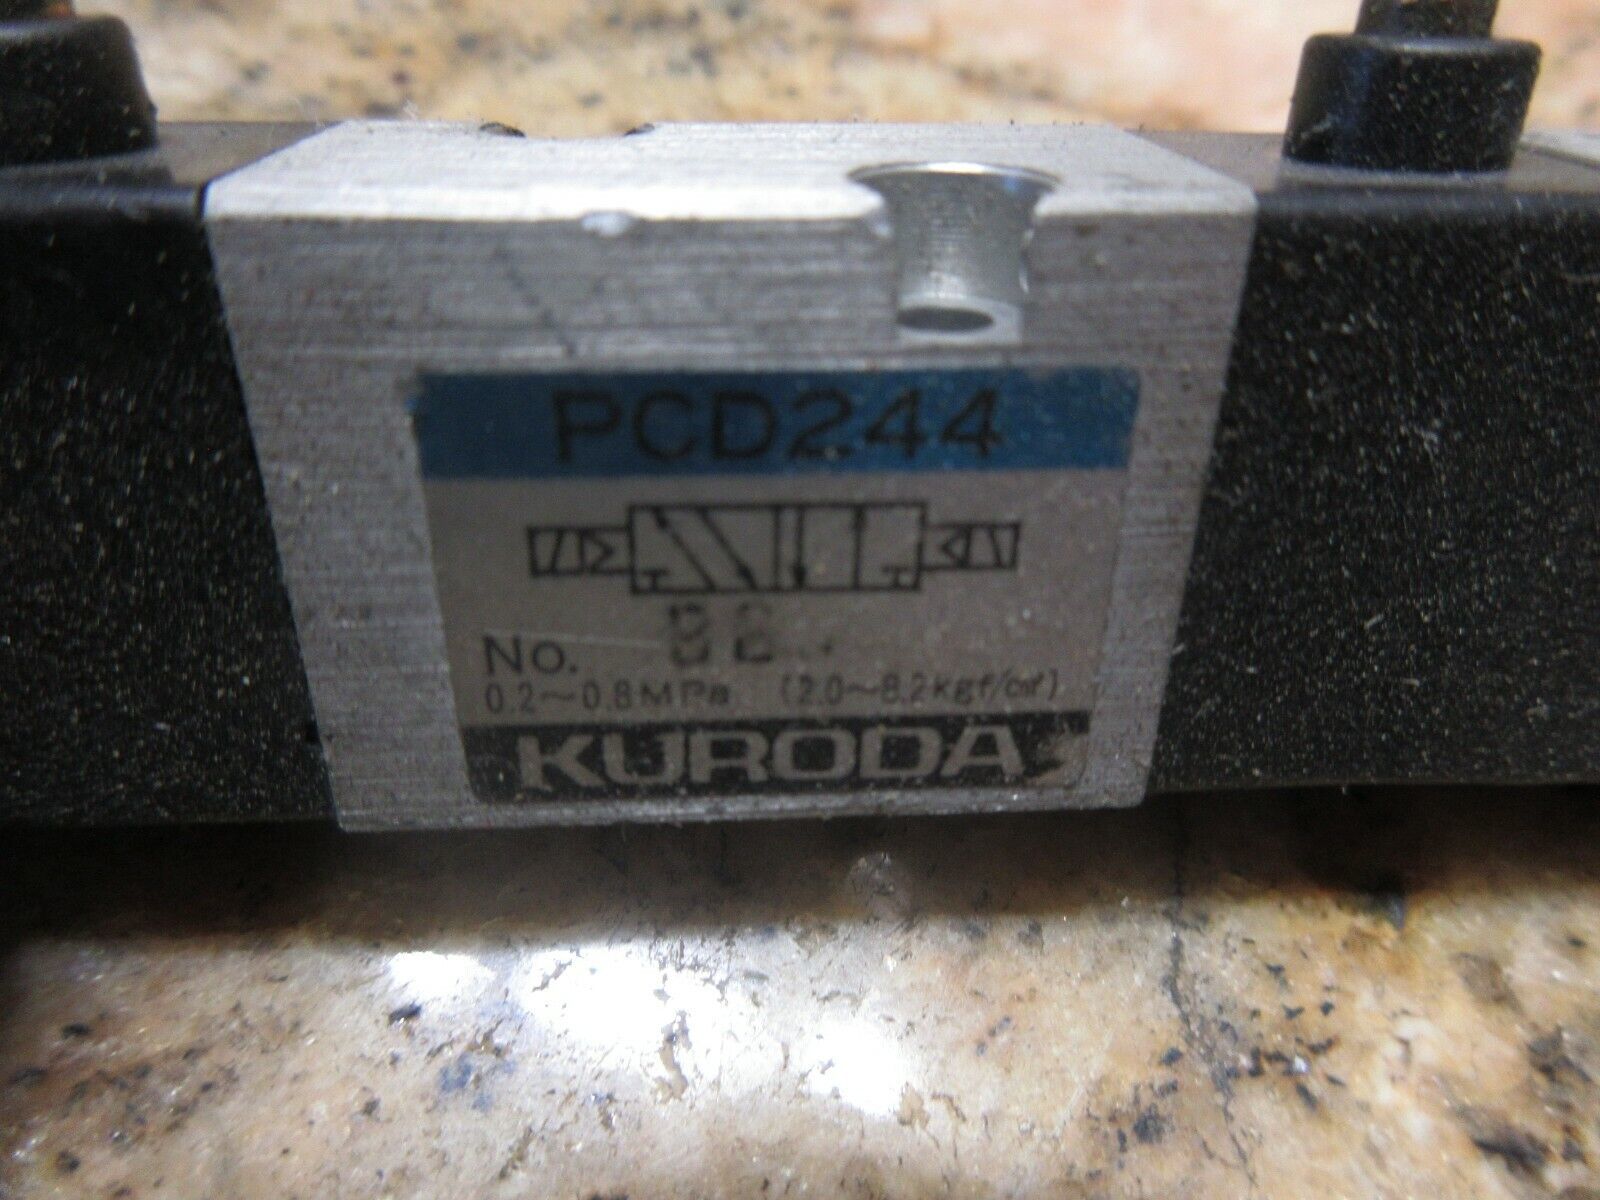 PCD244
No.
0.2～0.8MPa (2.0～8.2kgf/c㎡)
KURODA